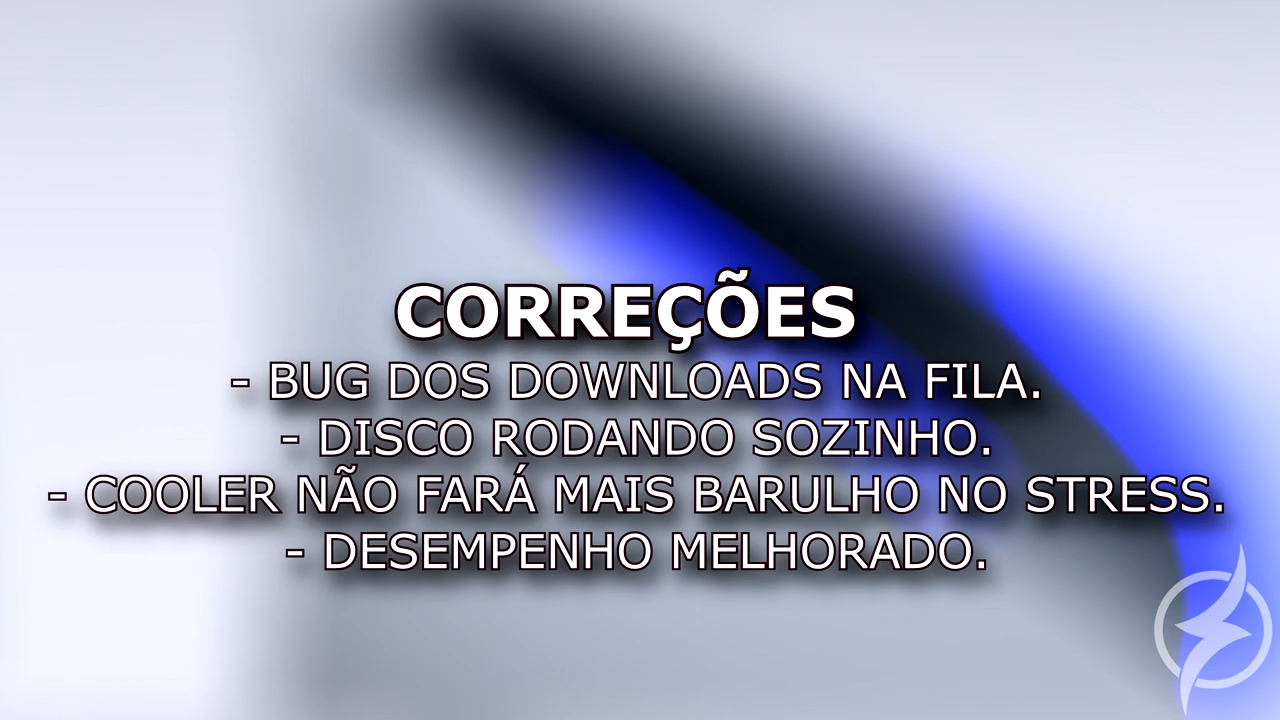 CORREÇÕES
- BUG DOS DOWNLOADS NA FILA.
- DISCO RODANDO SOZINHO.
- COOLER NÃO FARÁ MAIS BARULHO NO STRESS.
- DESEMPENHO MELHORADO.